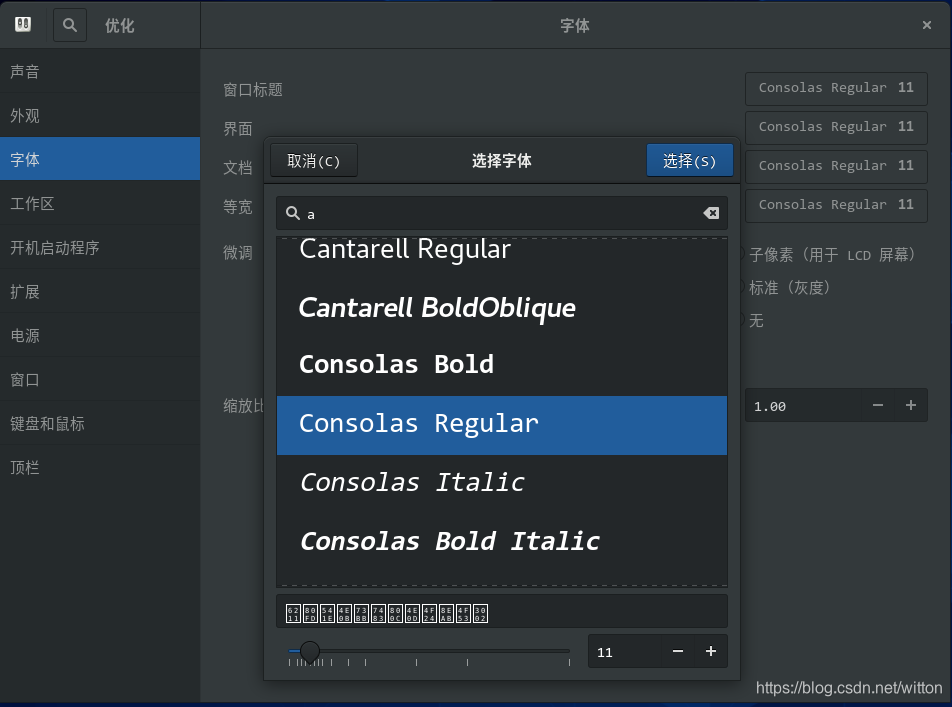 优化
字体
声音
外观
字体
工作区
开机启动程序
扩展
电源
窗口
键盘和鼠标
顶栏
窗口标题
Consolas Regular 11
界面
Consolas Regular 11
文档
Consolas Regular 11
等宽
Consolas Regular 11
微调
子像素（用于 LCD 屏幕）
标准（灰度）
无
缩放比
1.00
取消(C)
选择字体
选择(S)
a
Cantarell Regular
Cantarell BoldOblique
Consolas Bold
Consolas Regular
Consolas Italic
Consolas Bold Italic
11
https://blog.csdn.net/witton